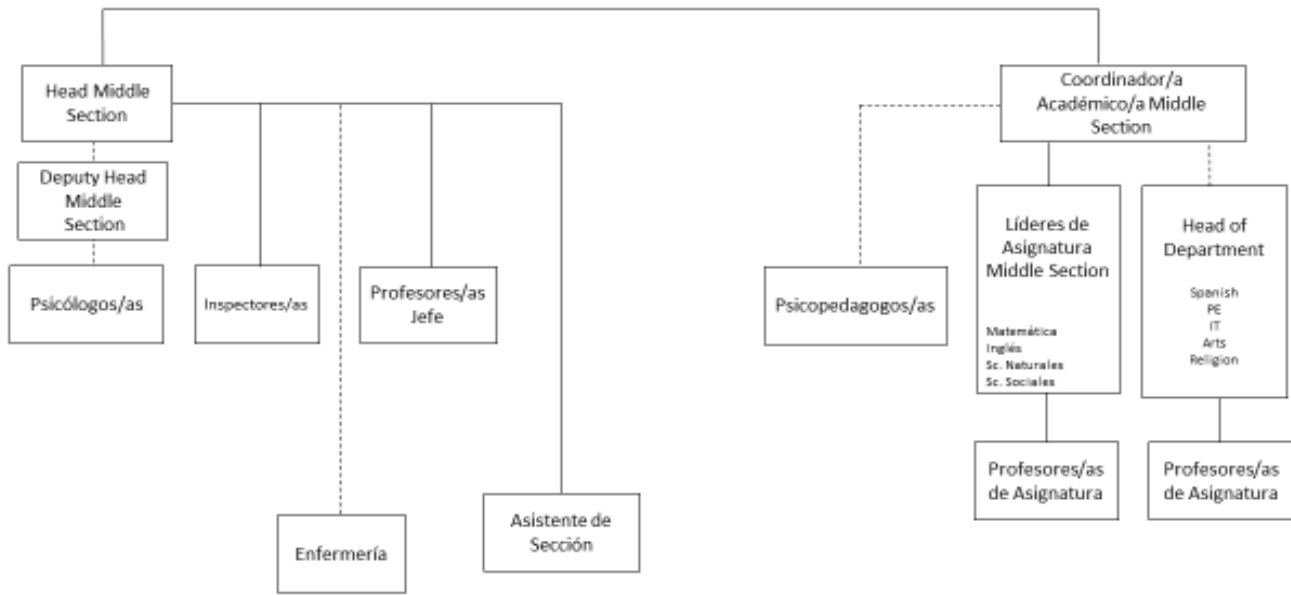 Head Middle
Section
Coordinador/a
Académico/a Middle
Section
Deputy Head
Middle
Section
Psicólogos/as
Inspectores/as
Profesores/as
Jefe
Psicopedagogos/as
Líderes de
Asignatura
Middle Section
Matemática
Inglés
Sc. Naturales
Sc. Sociales
Head of
Department
Spanish
PE
IT
Arts
Religion
Enfermería
Asistente de
Sección
Profesores/as
de Asignatura
Profesores/as
de Asignatura